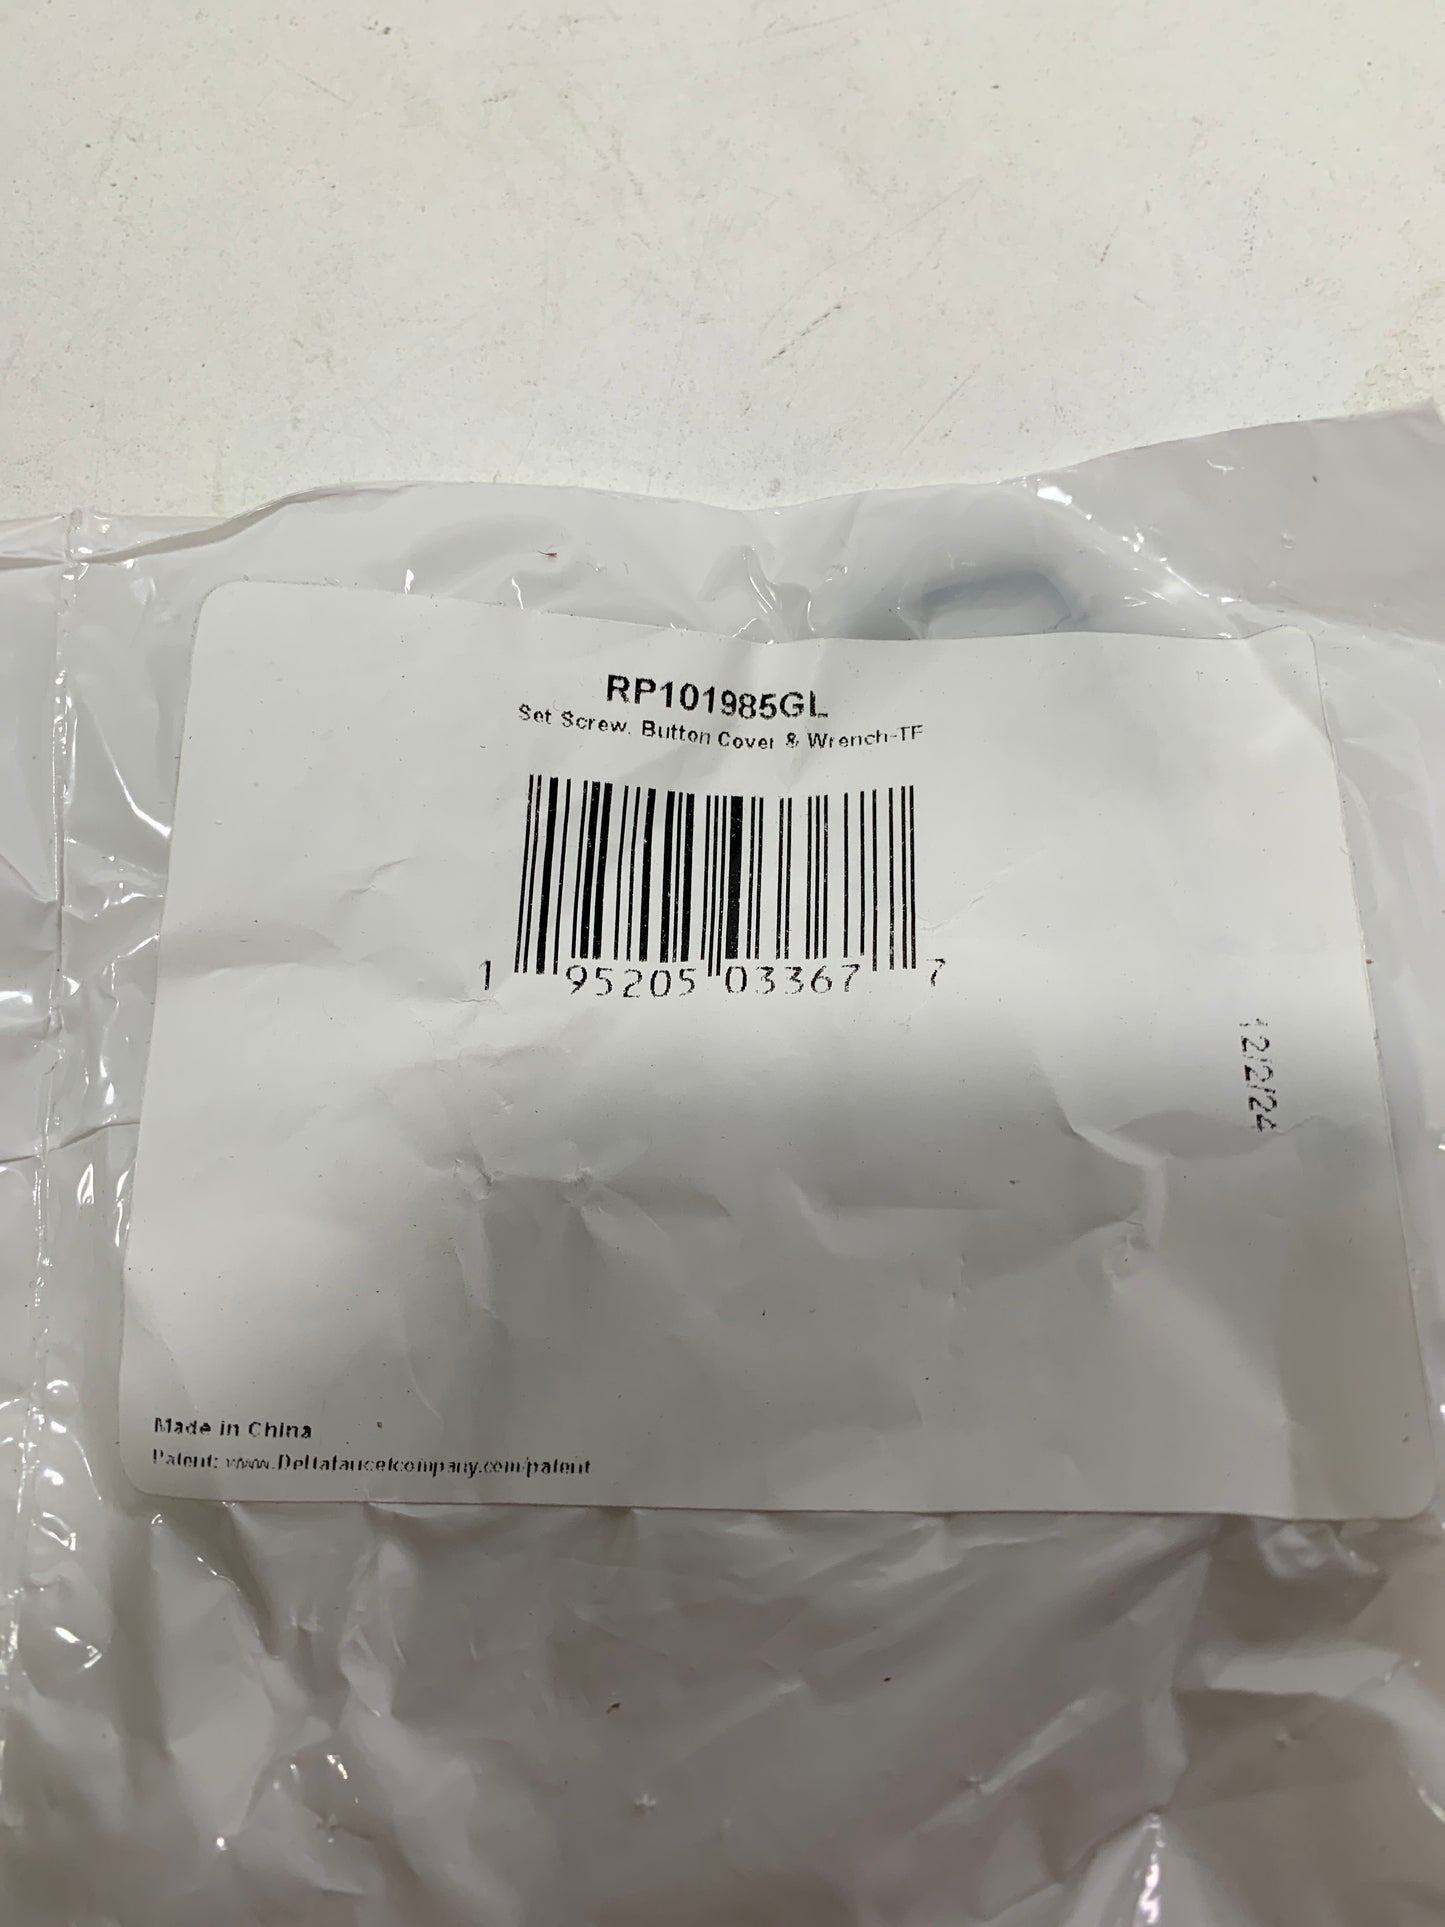 RP101985GL
Set Screw, Button Cover & Wrench-TF
1 95205 03367 7
12/2/24
Made in China
Patent: www.Deltafaucetcompany.com/patent